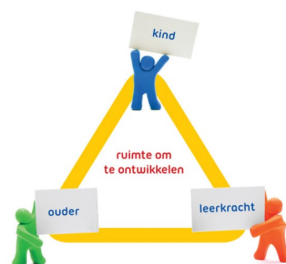 kind
ruimte om
te ontwikkelen
ouder
leerkracht